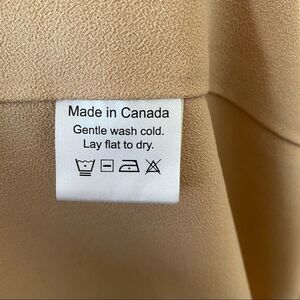 Made in Canada
Gentle wash cold.
Lay flat to dry.